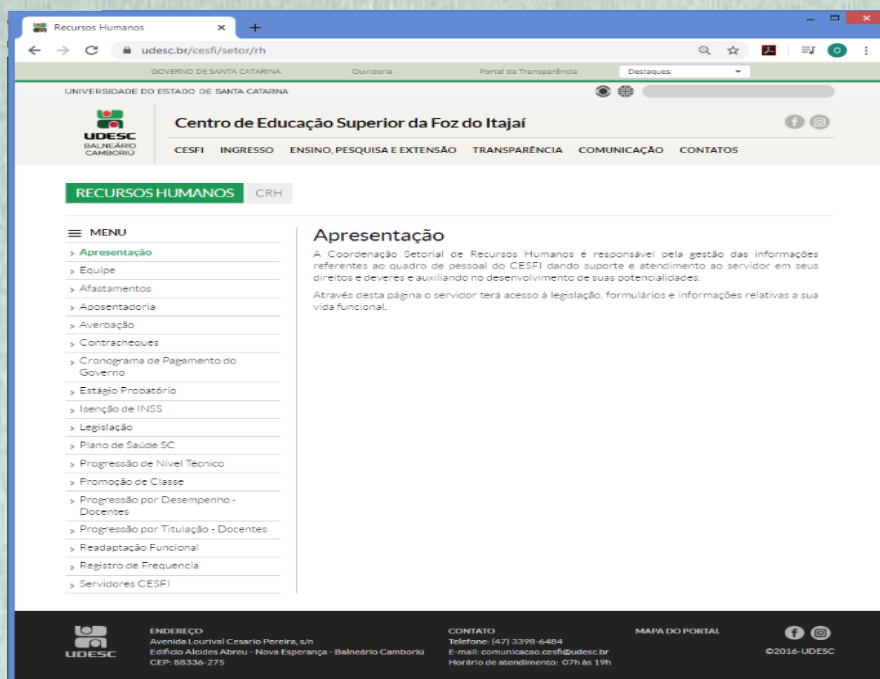 Recursos Humanos
udesc.br/cesfi/setor/rh
GOVERNO DE SANTA CATARINA Ouvidoria Portal da Transparência Destaques:
UNIVERSIDADE DO ESTADO DE SANTA CATARINA
UDESC
BALNEÁRIO
CAMBORIÚ
Centro de Educação Superior da Foz do Itajaí
CESFI INGRESSO ENSINO, PESQUISA E EXTENSÃO TRANSPARÊNCIA COMUNICAÇÃO CONTATOS
RECURSOS HUMANOS CRH
MENU
Apresentação
Equipe
Afastamentos
Aposentadoria
Averbação
Contracheques
Cronograma de Pagamento do
Governo
Estágio Probatório
Isenção de INSS
Legislação
Plano de Saúde SC
Progressão de Nível Técnico
Promoção de Classe
Progressão por Desempenho -
Docentes
Progressão por Titulação - Docentes
Readaptação Funcional
Registro de Frequencia
Servidores CESFI
Apresentação
A Coordenação Setorial de Recursos Humanos é responsável pela gestão das informações
referentes ao quadro de pessoal do CESFI dando suporte e atendimento ao servidor em seus
direitos e deveres e auxiliando no desenvolvimento de suas potencialidades.
Através desta página o servidor terá acesso à legislação, formulários e informações relativas a sua
vida funcional.
UDESC
ENDEREÇO
Avenida Lourival Cesario Pereira, s/n
Edifício Alcides Abreu - Nova Esperança - Balneário Camboriú
CEP: 88336-275
CONTATO
Telefone: (47) 3398-6484
E-mail: comunicacao.cesfi@udesc.br
Horário de atendimento: 07h às 19h
MAPA DO PORTAL
©2016-UDESC